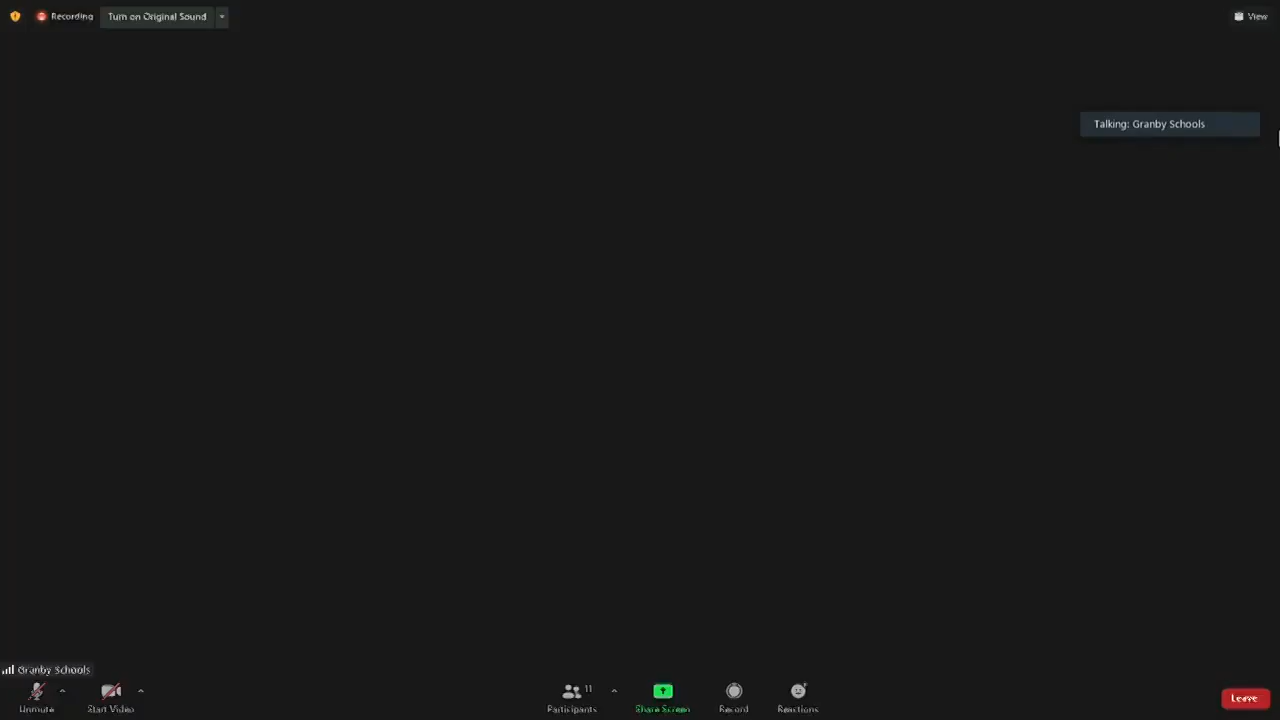 Recording
Turn on Original Sound
View
Talking: Granby Schools
Granby Schools
Unmute
Start Video
Participants
11
Share Screen
Record
Reactions
Leave